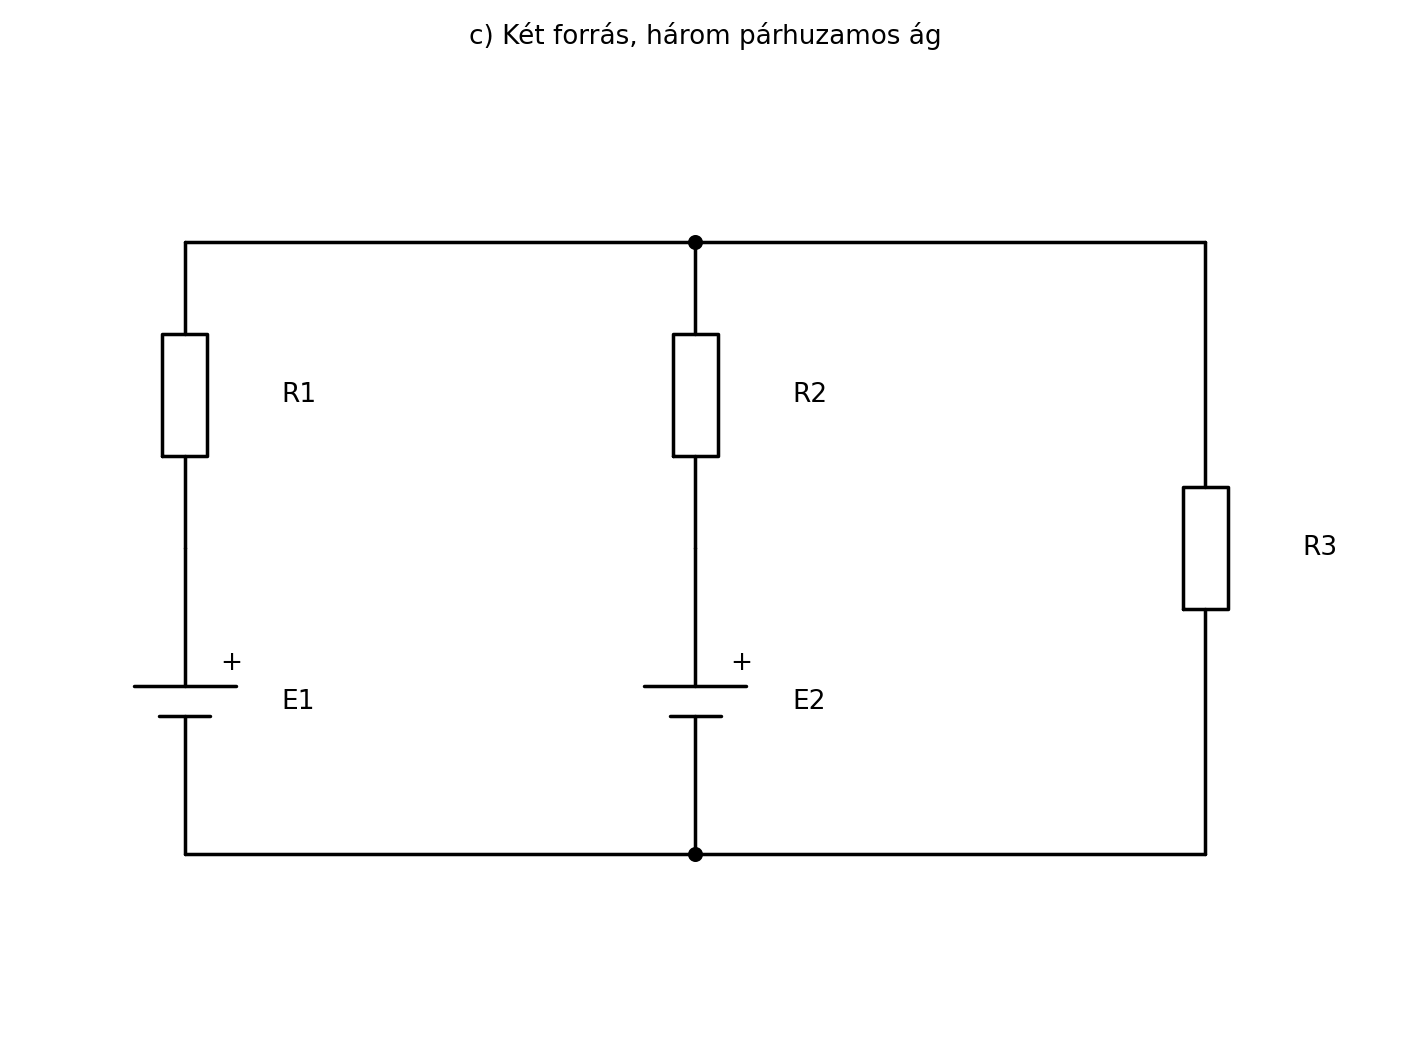 c) Két forrás, három párhuzamos ág
R1
R2
R3
+
E1
+
E2